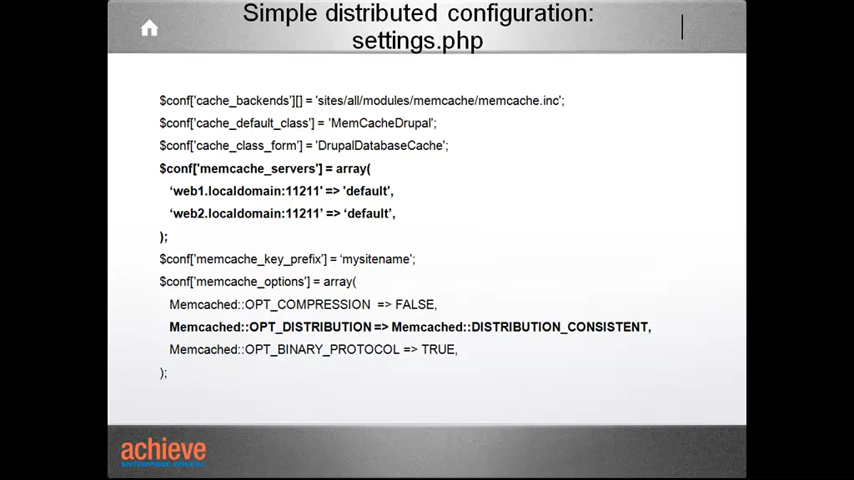 Simple distributed configuration:
settings.php
$conf['cache_backends'][] = 'sites/all/modules/memcache/memcache.inc';
$conf['cache_default_class'] = 'MemCacheDrupal';
$conf['cache_class_form'] = 'DrupalDatabaseCache';
$conf['memcache_servers'] = array(
‘web1.localdomain:11211’ => 'default',
‘web2.localdomain:11211’ => ‘default’,
);
$conf['memcache_key_prefix'] = ‘mysitename’;
$conf['memcache_options'] = array(
Memcached::OPT_COMPRESSION => FALSE,
Memcached::OPT_DISTRIBUTION => Memcached::DISTRIBUTION_CONSISTENT,
Memcached::OPT_BINARY_PROTOCOL => TRUE,
);
achieve
ENTERPRISE DRUPAL